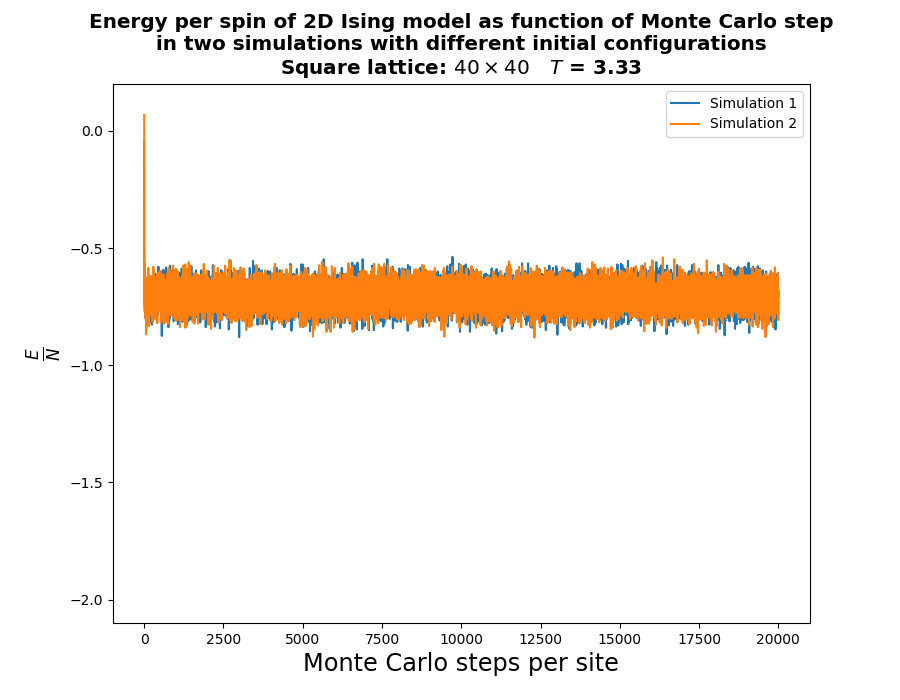 Energy per spin of 2D Ising model as function of Monte Carlo step
in two simulations with different initial configurations
Square lattice: 40 × 40 T = 3.33
Simulation 1
Simulation 2
0.0
−0.5
−1.0
−1.5
−2.0
E
N
0 2500 5000 7500 10000 12500 15000 17500 20000
Monte Carlo steps per site